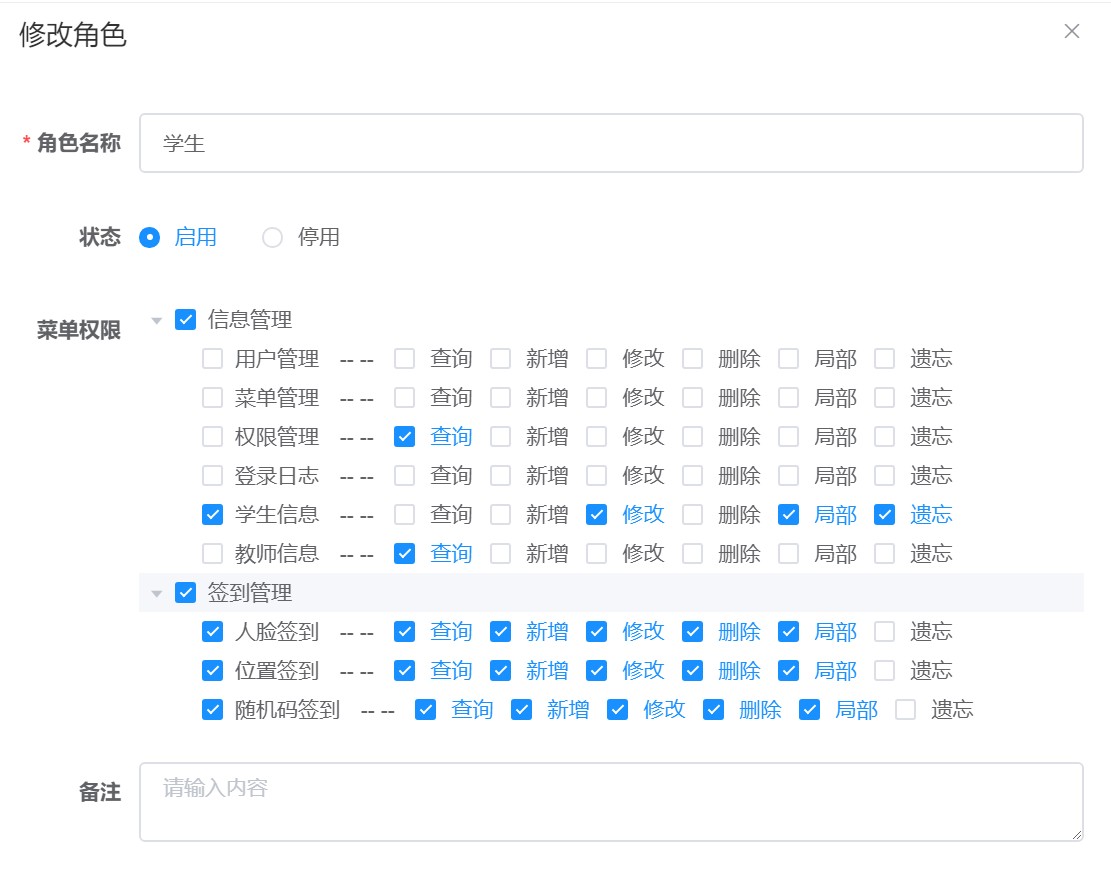 修改角色
* 角色名称 学生
状态 启用 停用
菜单权限 信息管理
用户管理 -- -- 查询 新增 修改 删除 局部 遗忘
菜单管理 -- -- 查询 新增 修改 删除 局部 遗忘
权限管理 -- -- 查询 新增 修改 删除 局部 遗忘
登录日志 -- -- 查询 新增 修改 删除 局部 遗忘
学生信息 -- -- 查询 新增 修改 删除 局部 遗忘
教师信息 -- -- 查询 新增 修改 删除 局部 遗忘
签到管理
人脸签到 -- -- 查询 新增 修改 删除 局部 遗忘
位置签到 -- -- 查询 新增 修改 删除 局部 遗忘
随机码签到 -- -- 查询 新增 修改 删除 局部 遗忘
备注 请输入内容